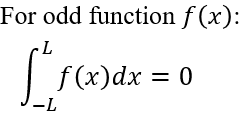 For odd function f(x):
∫_{-L}^{L} f(x)dx = 0